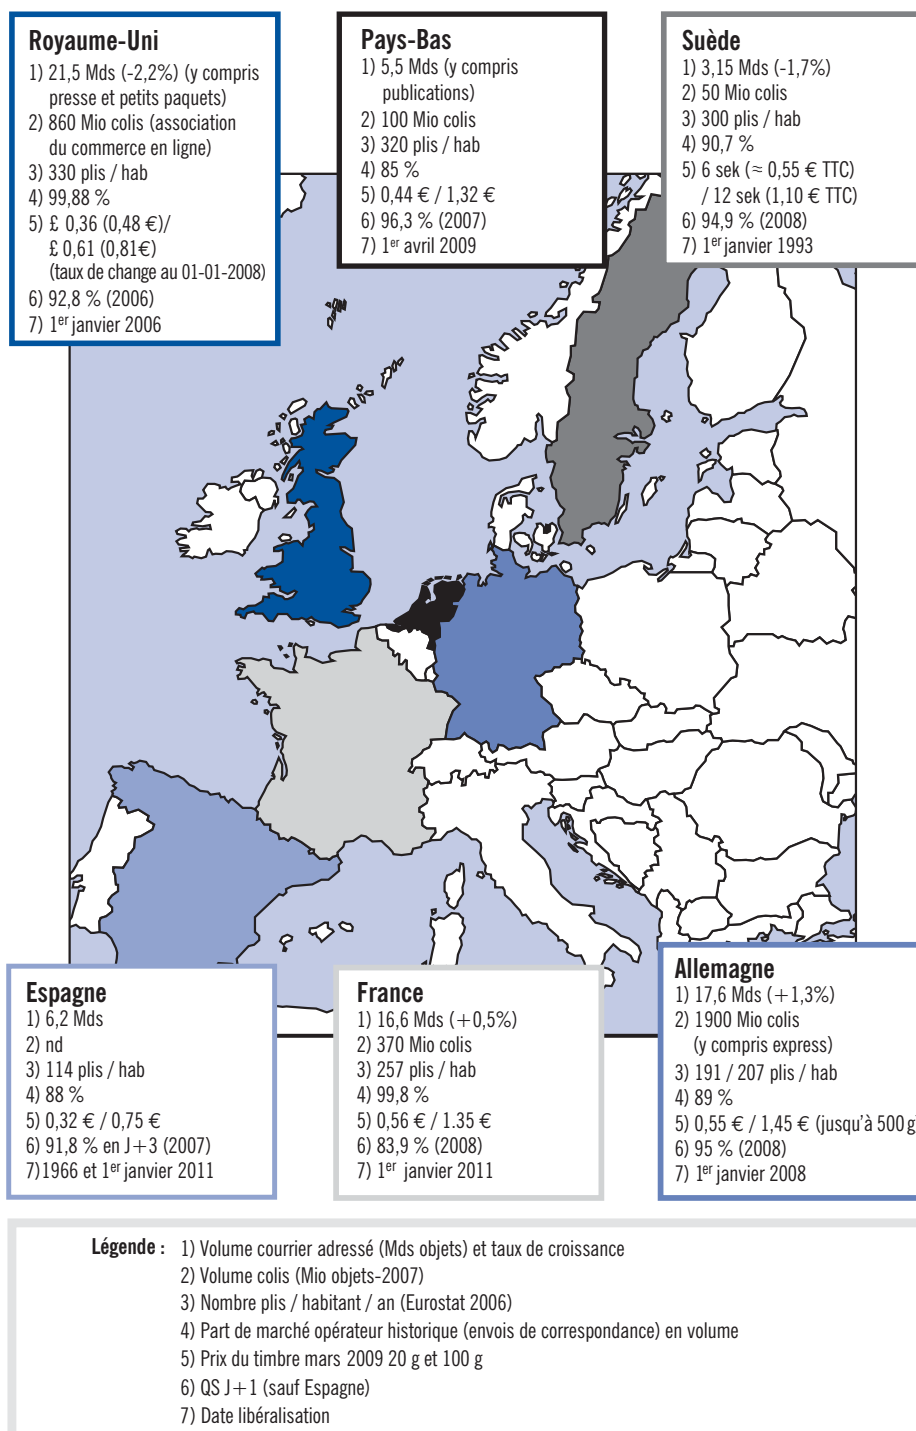 Royaume-Uni
1) 21,5 Mds (-2,2%) (y compris
presse et petits paquets)
2) 860 Mio colis (association
du commerce en ligne)
3) 330 plis / hab
4) 99,88 %
5) £ 0,36 (0,48 €)/
£ 0,61 (0,81€)
(taux de change au 01-01-2008)
6) 92,8 % (2006)
7) 1er janvier 2006
Pays-Bas
1) 5,5 Mds (y compris
publications)
2) 100 Mio colis
3) 320 plis / hab
4) 85 %
5) 0,44 € / 1,32 €
6) 96,3 % (2007)
7) 1er avril 2009
Suède
1) 3,15 Mds (-1,7%)
2) 50 Mio colis
3) 300 plis / hab
4) 90,7 %
5) 6 sek (≈ 0,55 € TTC)
/ 12 sek (1,10 € TTC)
6) 94,9 % (2008)
7) 1er janvier 1993
Espagne
1) 6,2 Mds
2) nd
3) 114 plis / hab
4) 88 %
5) 0,32 € / 0,75 €
6) 91,8 % en J+3 (2007)
7)1966 et 1er janvier 2011
France
1) 16,6 Mds (+0,5%)
2) 370 Mio colis
3) 257 plis / hab
4) 99,8 %
5) 0,56 € / 1.35 €
6) 83,9 % (2008)
7) 1er janvier 2011
Allemagne
1) 17,6 Mds (+1,3%)
2) 1900 Mio colis
(y compris express)
3) 191 / 207 plis / hab
4) 89 %
5) 0,55 € / 1,45 € (jusqu'à 500 g)
6) 95 % (2008)
7) 1er janvier 2008
Légende : 1) Volume courrier adressé (Mds objets) et taux de croissance
2) Volume colis (Mio objets-2007)
3) Nombre plis / habitant / an (Eurostat 2006)
4) Part de marché opérateur historique (envois de correspondance) en volume
5) Prix du timbre mars 2009 20 g et 100 g
6) QS J+1 (sauf Espagne)
7) Date libéralisation